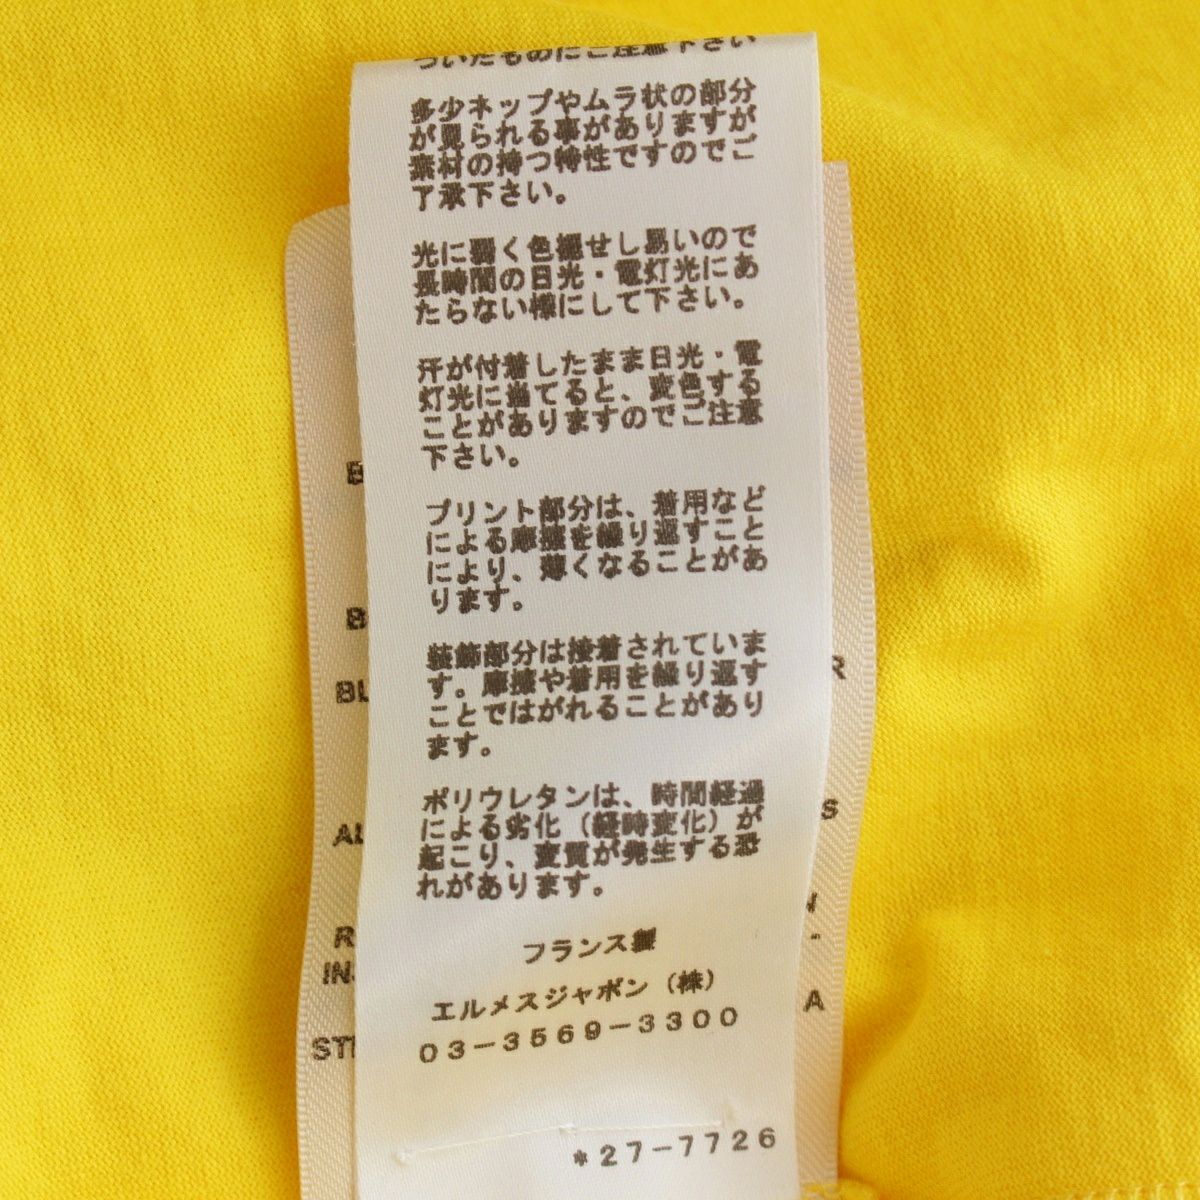 ついたものにご注意下さい
多少ネップやムラ状の部分
が見られる事がありますが
素材の持つ特性ですのでご
了承下さい。
光に弱く色褪せし易いので
長時間の日光・電灯光にあ
たらない様にして下さい。
汗が付着したまま日光・電
灯光に当てると、変色する
ことがありますのでご注意
下さい。
プリント部分は、着用など
による摩擦を繰り返すこと
により、薄くなることがあ
ります。
装飾部分は接着されていま
す。摩擦や着用を繰り返す
ことではがれることがあり
ます。
ポリウレタンは、時間経過
による劣化(経時変化)が
起こり、変質が発生する恐
れがあります。
フランス製
エルメスジャポン(株)
03-3569-3300
*27-7726